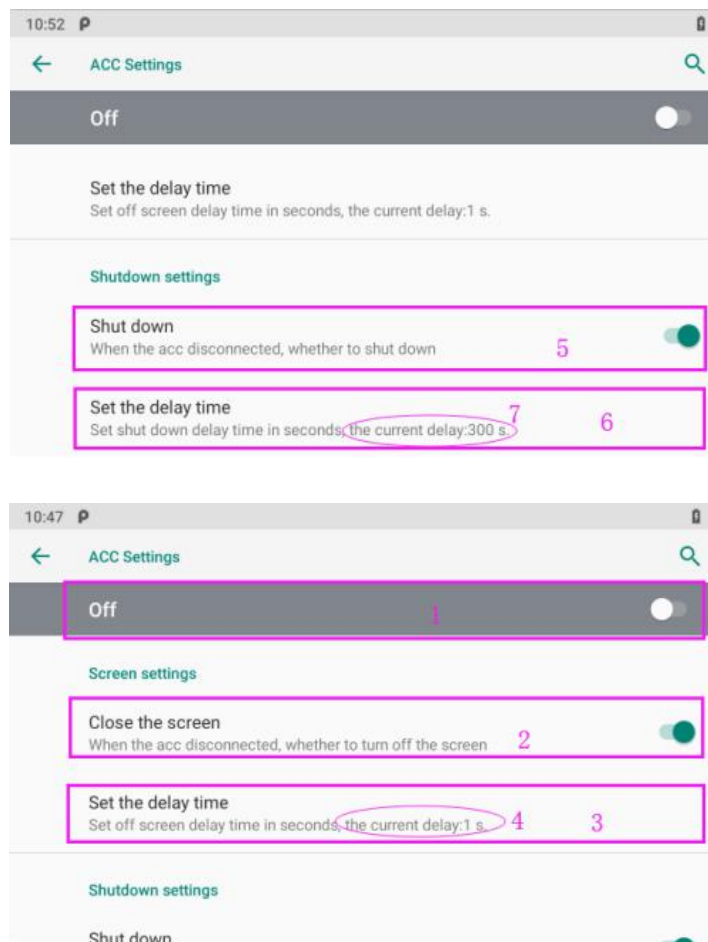 10:52
ACC Settings
Off
Set the delay time
Set off screen delay time in seconds, the current delay:1 s.
Shutdown settings
Shut down
When the acc disconnected, whether to shut down
5
Set the delay time
Set shut down delay time in seconds, the current delay:300 s.
7
6
10:47
ACC Settings
Off
1
Screen settings
Close the screen
When the acc disconnected, whether to turn off the screen
2
Set the delay time
Set off screen delay time in seconds, the current delay:1 s.
4
3
Shutdown settings
Shut down